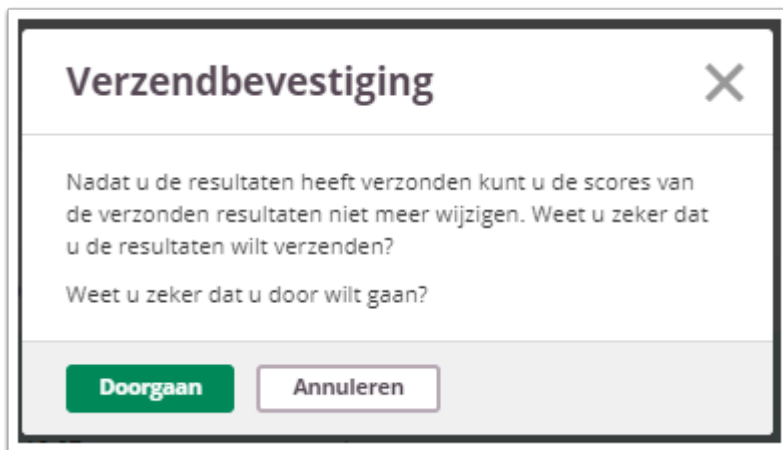 Verzendbevestiging
Nadat u de resultaten heeft verzonden kunt u de scores van
de verzonden resultaten niet meer wijzigen. Weet u zeker dat
u de resultaten wilt verzenden?
Weet u zeker dat u door wilt gaan?
Doorgaan
Annuleren